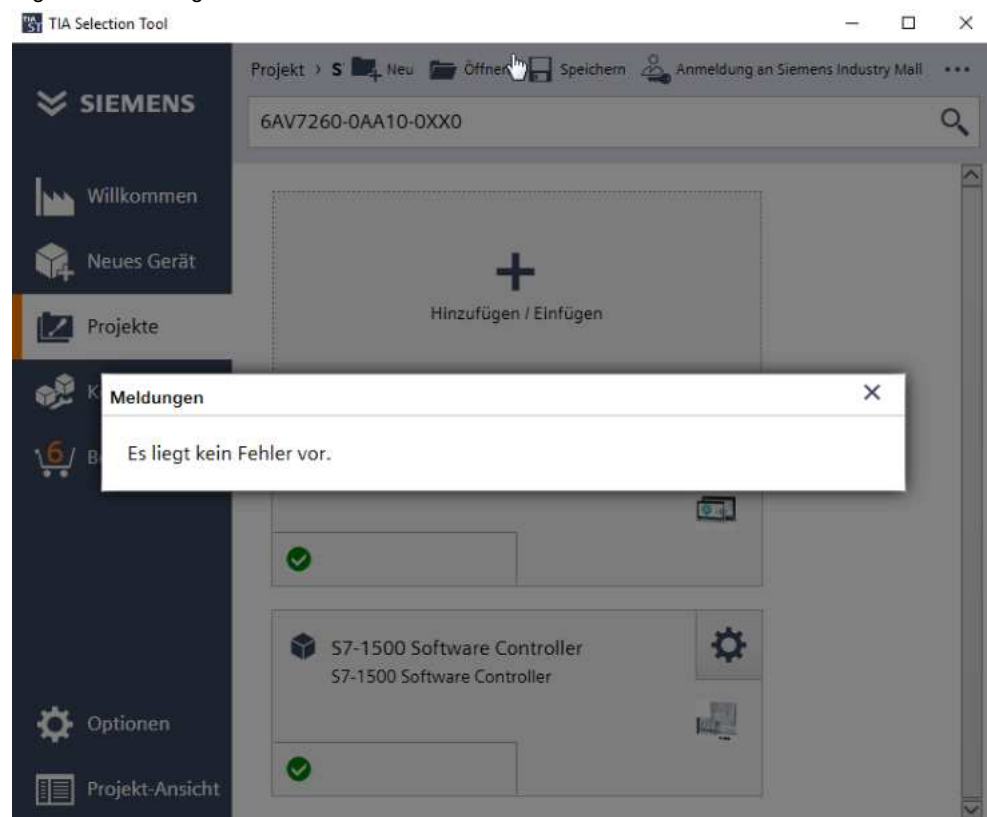 TIA Selection Tool
SIEMENS
Projekt > S
Neu
Öffnen
Speichern
Anmeldung an Siemens Industry Mall
6AV7260-0AA10-0XX0
Willkommen
Neues Gerät
Projekte
K
6
B
Optionen
Projekt-Ansicht
Hinzufügen / Einfügen
Meldungen
Es liegt kein Fehler vor.
S7-1500 Software Controller
S7-1500 Software Controller